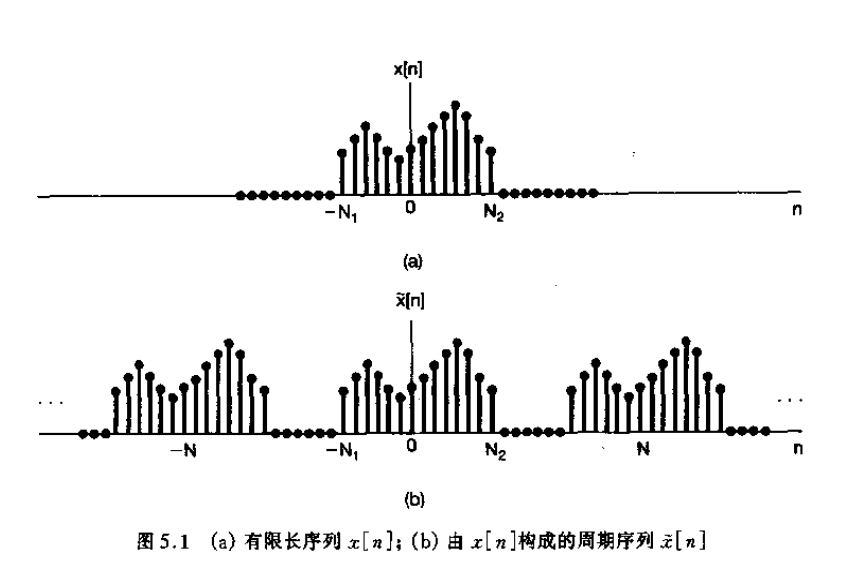 x[n]
-N₁ 0 N₂ n
(a)
x̃[n]
... ...
-N -N₁ 0 N₂ N n
(b)
图 5.1 (a) 有限长序列 x[n]; (b) 由 x[n]构成的周期序列 x̃[n]